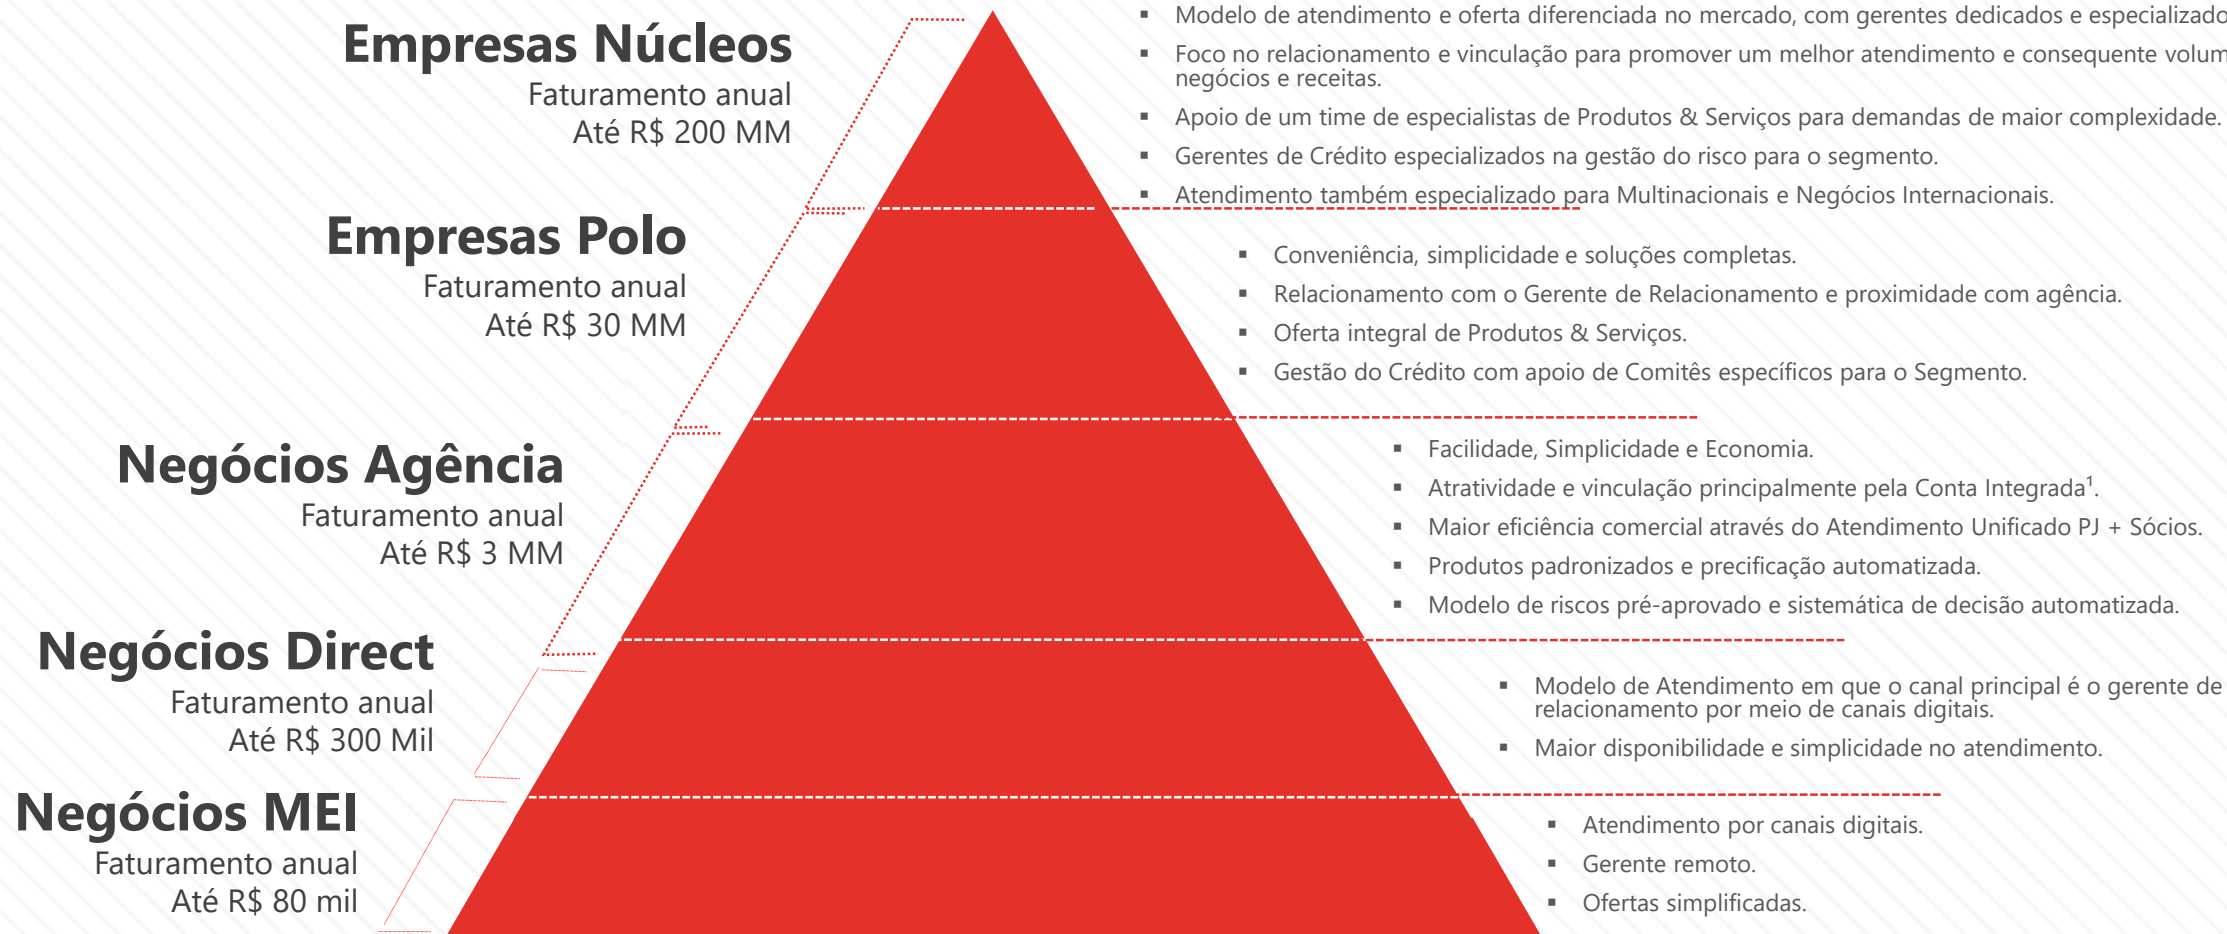 Empresas Núcleos
Faturamento anual
Até R$ 200 MM
▪ Modelo de atendimento e oferta diferenciada no mercado, com gerentes dedicados e
▪ Foco no relacionamento e vinculação para promover um melhor atendimento e consequente
negócios e receitas.
▪ Apoio de um time de especialistas de Produtos & Serviços para demandas de maior complexidade.
▪ Gerentes de Crédito especializados na gestão do risco para o segmento.
▪ Atendimento também especializado para Multinacionais e Negócios Internacionais.
Empresas Polo
Faturamento anual
Até R$ 30 MM
▪ Conveniência, simplicidade e soluções completas.
▪ Relacionamento com o Gerente de Relacionamento e proximidade com agência.
▪ Oferta integral de Produtos & Serviços.
▪ Gestão do Crédito com apoio de Comitês específicos para o Segmento.
Negócios Agência
Faturamento anual
Até R$ 3 MM
▪ Facilidade, Simplicidade e Economia.
▪ Atratividade e vinculação principalmente pela Conta Integrada¹.
▪ Maior eficiência comercial através do Atendimento Unificado PJ + Sócios.
▪ Produtos padronizados e precificação automatizada.
▪ Modelo de riscos pré-aprovado e sistemática de decisão automatizada.
Negócios Direct
Faturamento anual
Até R$ 300 Mil
▪ Modelo de Atendimento em que o canal principal é o gerente de
relacionamento por meio de canais digitais.
▪ Maior disponibilidade e simplicidade no atendimento.
Negócios MEI
Faturamento anual
Até R$ 80 mil
▪ Atendimento por canais digitais.
▪ Gerente remoto.
▪ Ofertas simplificadas.